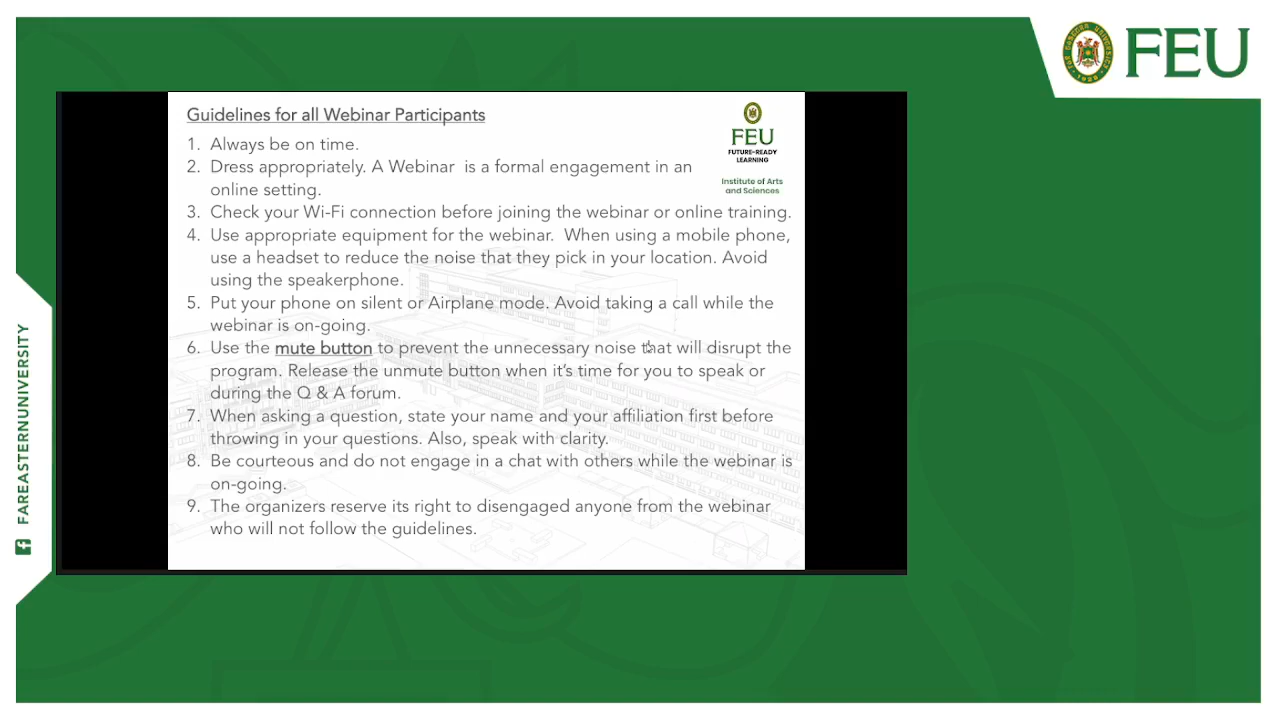 FEU
Guidelines for all Webinar Participants
FEU
FUTURE-READY
LEARNING
Institute of Arts
and Sciences
1. Always be on time.
2. Dress appropriately. A Webinar is a formal engagement in an
online setting.
3. Check your Wi-Fi connection before joining the webinar or online training.
4. Use appropriate equipment for the webinar. When using a mobile phone,
use a headset to reduce the noise that they pick in your location. Avoid
using the speakerphone.
5. Put your phone on silent or Airplane mode. Avoid taking a call while the
webinar is on-going.
6. Use the mute button to prevent the unnecessary noise that will disrupt the
program. Release the unmute button when it's time for you to speak or
during the Q & A forum.
7. When asking a question, state your name and your affiliation first before
throwing in your questions. Also, speak with clarity.
8. Be courteous and do not engage in a chat with others while the webinar is
on-going.
9. The organizers reserve its right to disengaged anyone from the webinar
who will not follow the guidelines.
FAREASTERNUNIVERSITY